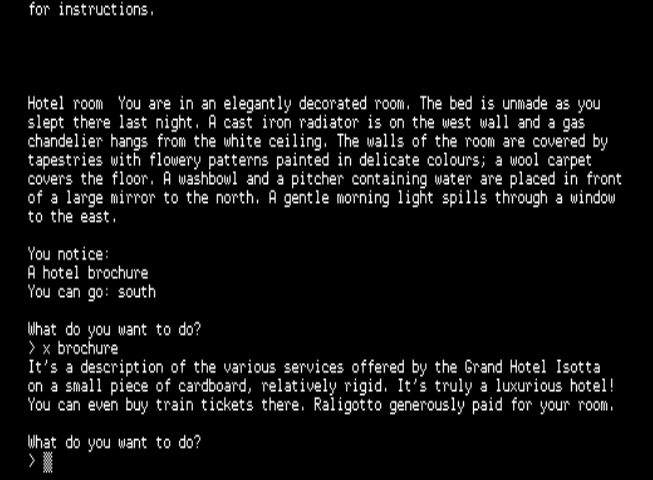 for instructions.
Hotel room  You are in an elegantly decorated room. The bed is unmade as you
slept there last night. A cast iron radiator is on the west wall and a gas
chandelier hangs from the white ceiling. The walls of the room are covered by
tapestries with flowery patterns painted in delicate colours; a wool carpet
covers the floor. A washbowl and a pitcher containing water are placed in front
of a large mirror to the north. A gentle morning light spills through a window
to the east.
You notice:
A hotel brochure
You can go: south
What do you want to do?
> x brochure
It's a description of the various services offered by the Grand Hotel Isotta
on a small piece of cardboard, relatively rigid. It's truly a luxurious hotel!
You can even buy train tickets there. Raligotto generously paid for your room.
What do you want to do?
>